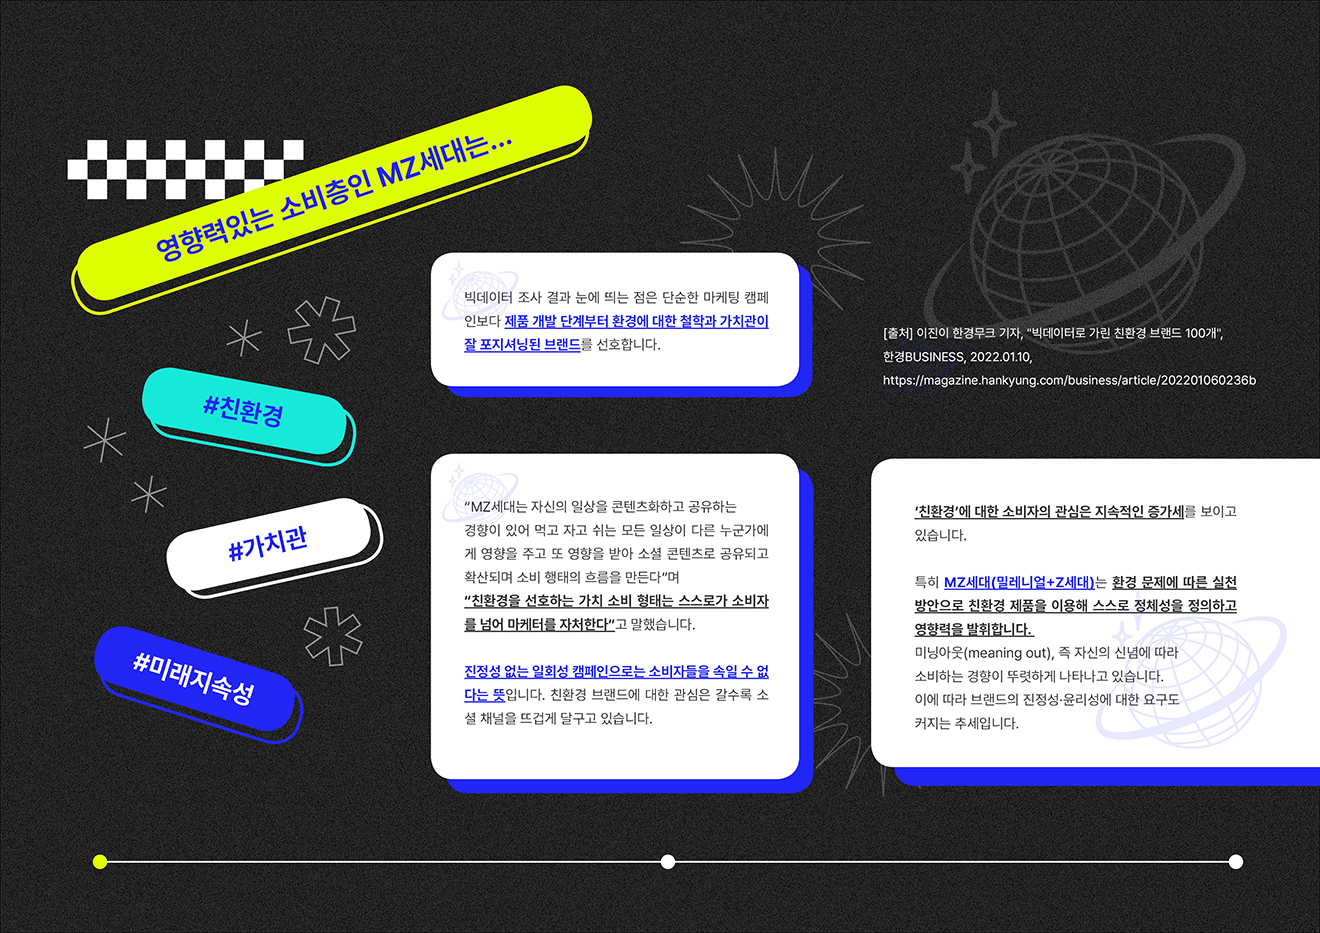 영향력있는 소비층인 MZ세대는...
#친환경
#가치관
#미래지속성
빅데이터 조사 결과 눈에 띄는 점은 단순한 마케팅 캠페
인보다 제품 개발 단계부터 환경에 대한 철학과 가치관이
잘 포지셔닝된 브랜드를 선호합니다.
"MZ세대는 자신의 일상을 콘텐츠화하고 공유하는
경향이 있어 먹고 자고 쉬는 모든 일상이 다른 누군가에
게 영향을 주고 또 영향을 받아 소셜 콘텐츠로 공유되고
확산되며 소비 행태의 흐름을 만든다"며
"친환경을 선호하는 가치 소비 형태는 스스로가 소비자
를 넘어 마케터를 자처한다"고 말했습니다.
진정성 없는 일회성 캠페인으로는 소비자들을 속일 수 없
다는 뜻입니다. 친환경 브랜드에 대한 관심은 갈수록 소
셜 채널을 뜨겁게 달구고 있습니다.
[출처] 이진이 한경무크 기자, "빅데이터로 가린 친환경 브랜드 100개",
한경BUSINESS, 2022.01.10,
https://magazine.hankyung.com/business/article/202201060236b
'친환경'에 대한 소비자의 관심은 지속적인 증가세를 보이고
있습니다.
특히 MZ세대(밀레니얼+Z세대)는 환경 문제에 따른 실천
방안으로 친환경 제품을 이용해 스스로 정체성을 정의하고
영향력을 발휘합니다.
미닝아웃(meaning out), 즉 자신의 신념에 따라
소비하는 경향이 뚜렷하게 나타나고 있습니다.
이에 따라 브랜드의 진정성·윤리성에 대한 요구도
커지는 추세입니다.